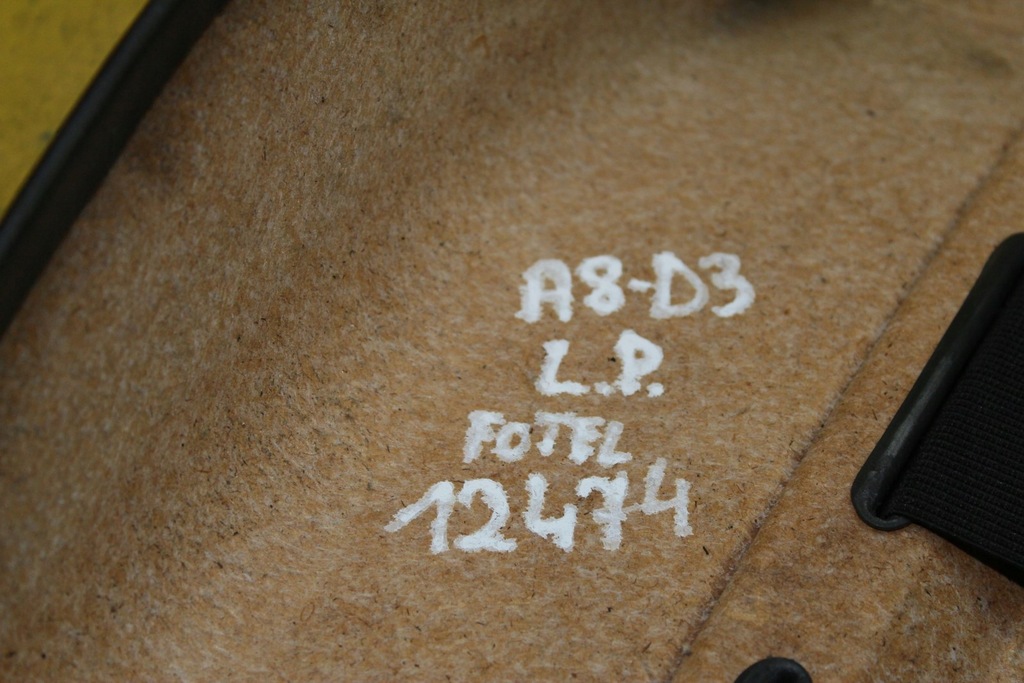 A8-D3
L.P.
FOTEL
12474